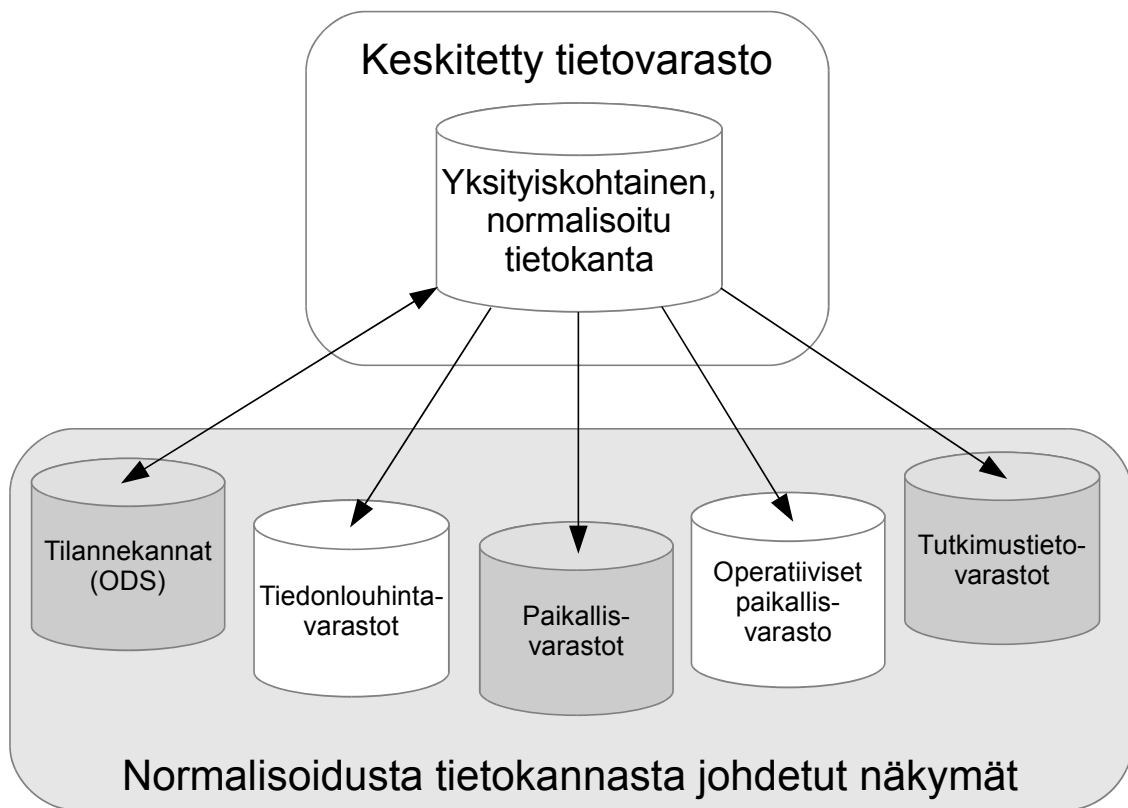 Keskitetty tietovarasto
Yksityiskohtainen,
normalisoitu
tietokanta
Tilannekannat
(ODS)
Tiedonlouhinta-
varastot
Paikallis-
varastot
Operatiiviset
paikallis-
varasto
Tutkimustieto-
varastot
Normalisoidusta tietokannasta johdetut näkymät